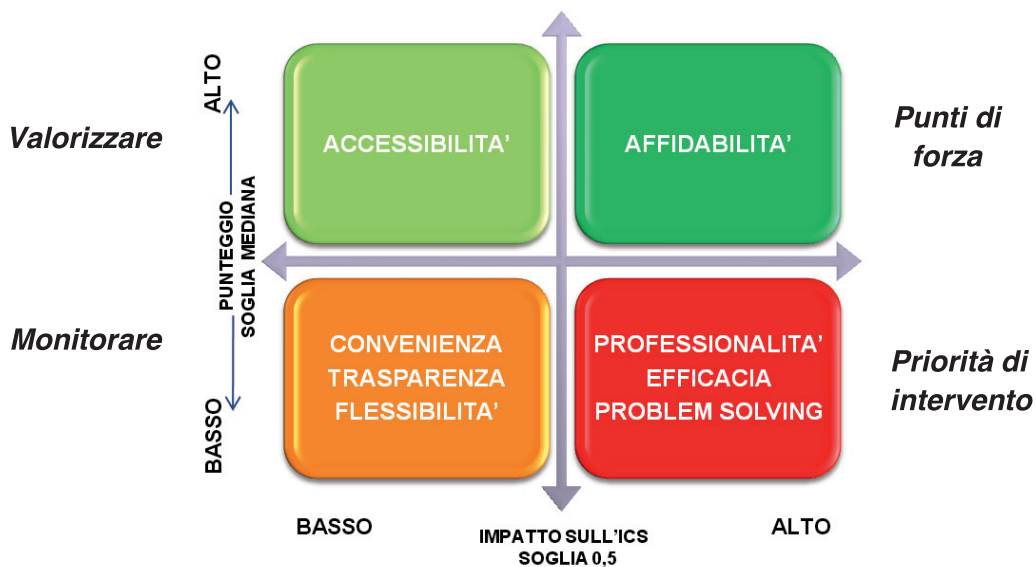 ALTO
Valorizzare
ACCESSIBILITA’
AFFIDABILITA’
Punti di
forza
PUNTEGGIO
SOGLIA MEDIANA
Monitorare
CONVENIENZA
TRASPARENZA
FLESSIBILITA’
PROFESSIONALITA’
EFFICACIA
PROBLEM SOLVING
Priorità di
intervento
BASSO
BASSO
IMPATTO SULL’ICS
SOGLIA 0,5
ALTO